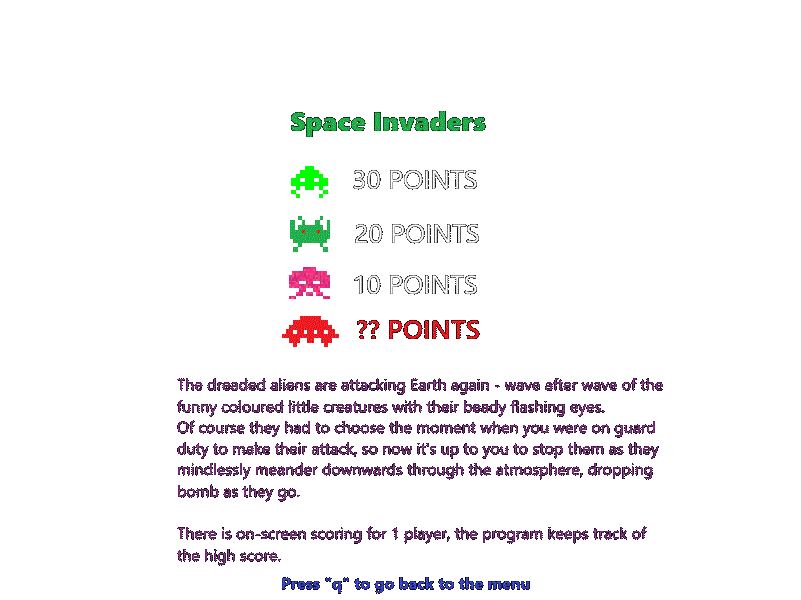 Space Invaders
30 POINTS
20 POINTS
10 POINTS
?? POINTS
The dreaded aliens are attacking Earth again - wave after wave of the
funny coloured little creatures with their beady flashing eyes.
Of course they had to choose the moment when you were on guard
duty to make their attack, so now it's up to you to stop them as they
mindlessly meander downwards through the atmosphere, dropping
bomb as they go.
There is on-screen scoring for 1 player, the program keeps track of
the high score.
Press "q" to go back to the menu